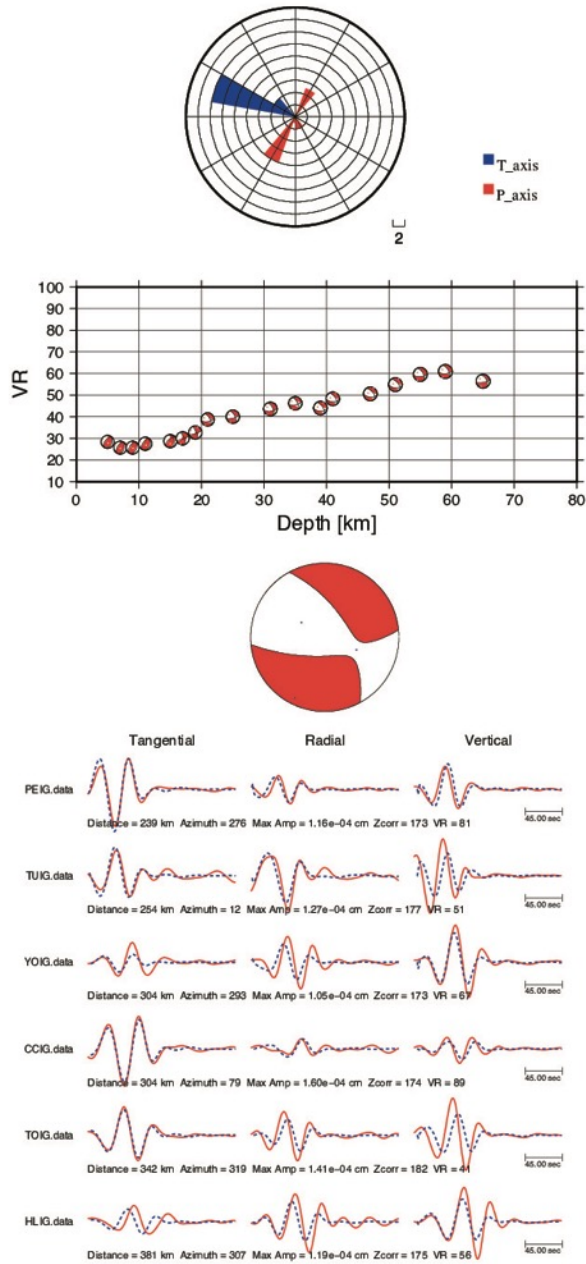 T_axis
P_axis
2
100
90
80
70
60
50
40
30
20
10
VR
0 10 20 30 40 50 60 70 80
Depth [km]
Tangential Radial Vertical
PEIG.data
45.00 sec
Distance = 239 km Azimuth = 276 Max Amp = 1.16e-04 cm Zcorr = 173 VR = 81
TUIG.data
45.00 sec
Distance = 254 km Azimuth = 12 Max Amp = 1.27e-04 cm Zcorr = 177 VR = 51
YOIG.data
45.00 sec
Distance = 304 km Azimuth = 293 Max Amp = 1.05e-04 cm Zcorr = 173 VR = 67
CCIG.data
45.00 sec
Distance = 304 km Azimuth = 79 Max Amp = 1.60e-04 cm Zcorr = 174 VR = 89
TOIG.data
45.00 sec
Distance = 342 km Azimuth = 319 Max Amp = 1.41e-04 cm Zcorr = 182 VR = 41
HLIG.data
45.00 sec
Distance = 381 km Azimuth = 307 Max Amp = 1.19e-04 cm Zcorr = 175 VR = 56